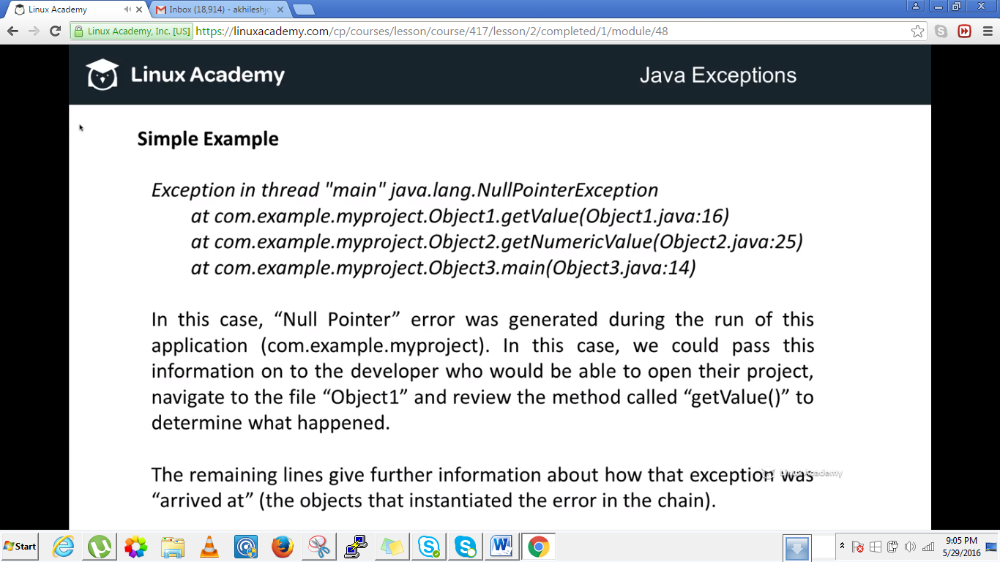 Linux Academy
Inbox (18,914) - akhileshjo
Linux Academy, Inc. [US]
https://linuxacademy.com/cp/courses/lesson/course/417/lesson/2/completed/1/module/48
Linux Academy
Java Exceptions
Simple Example
Exception in thread "main" java.lang.NullPointerException
at com.example.myproject.Object1.getValue(Object1.java:16)
at com.example.myproject.Object2.getNumericValue(Object2.java:25)
at com.example.myproject.Object3.main(Object3.java:14)
In this case, “Null Pointer” error was generated during the run of this
application (com.example.myproject). In this case, we could pass this
information on to the developer who would be able to open their project,
navigate to the file “Object1” and review the method called “getValue()” to
determine what happened.
The remaining lines give further information about how that exception was
“arrived at” (the objects that instantiated the error in the chain).
Linux Academy
Start
9:05 PM
5/29/2016